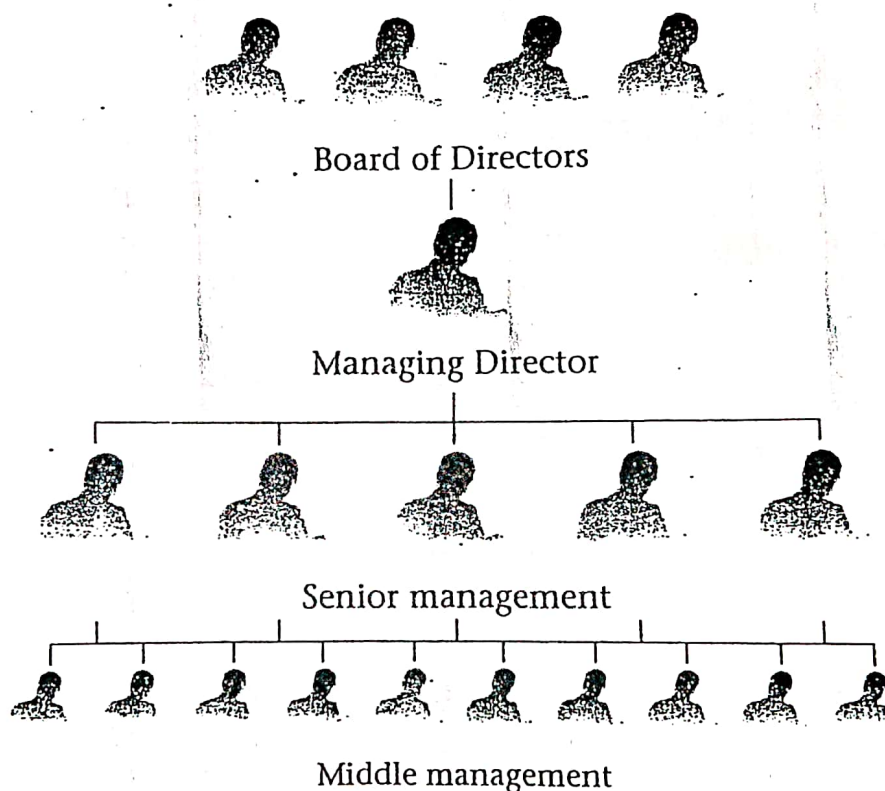 Board of Directors
Managing Director
Senior management
Middle management